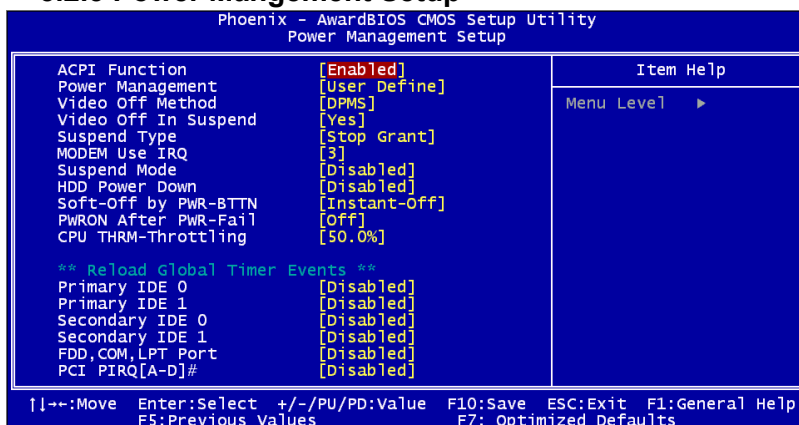 Phoenix - AwardBIOS CMOS Setup Utility
Power Management Setup
ACPI Function [Enabled]
Power Management [User Define]
Video Off Method [DPMS]
Video Off In Suspend [Yes]
Suspend Type [Stop Grant]
MODEM Use IRQ [3]
Suspend Mode [Disabled]
HDD Power Down [Disabled]
Soft-Off by PWR-BTTN [Instant-Off]
PWRON After PWR-Fail [Off]
CPU THRM-Throttling [50.0%]
** Reload Global Timer Events **
Primary IDE 0 [Disabled]
Primary IDE 1 [Disabled]
Secondary IDE 0 [Disabled]
Secondary IDE 1 [Disabled]
FDD,COM,LPT Port [Disabled]
PCI PIRQ[A-D]# [Disabled]
Item Help
Menu Level ▶
↑↓→←:Move Enter:Select +/-/PU/PD:Value F10:Save ESC:Exit F1:General Help
F5:Previous Values F7: Optimized Defaults